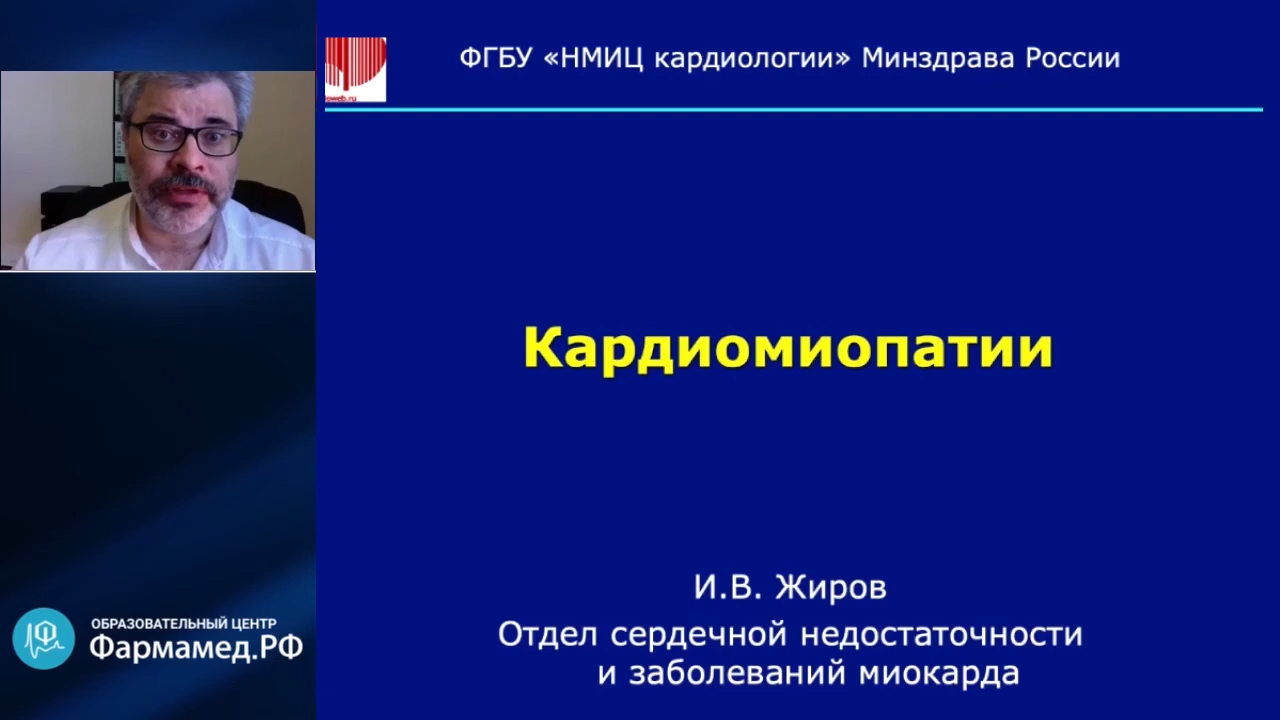 ФГБУ «НМИЦ кардиологии» Минздрава России
Кардиомиопатии
И.В. Жиров
Отдел сердечной недостаточности
и заболеваний миокарда
ОБРАЗОВАТЕЛЬНЫЙ ЦЕНТР
Фармамед.РФ